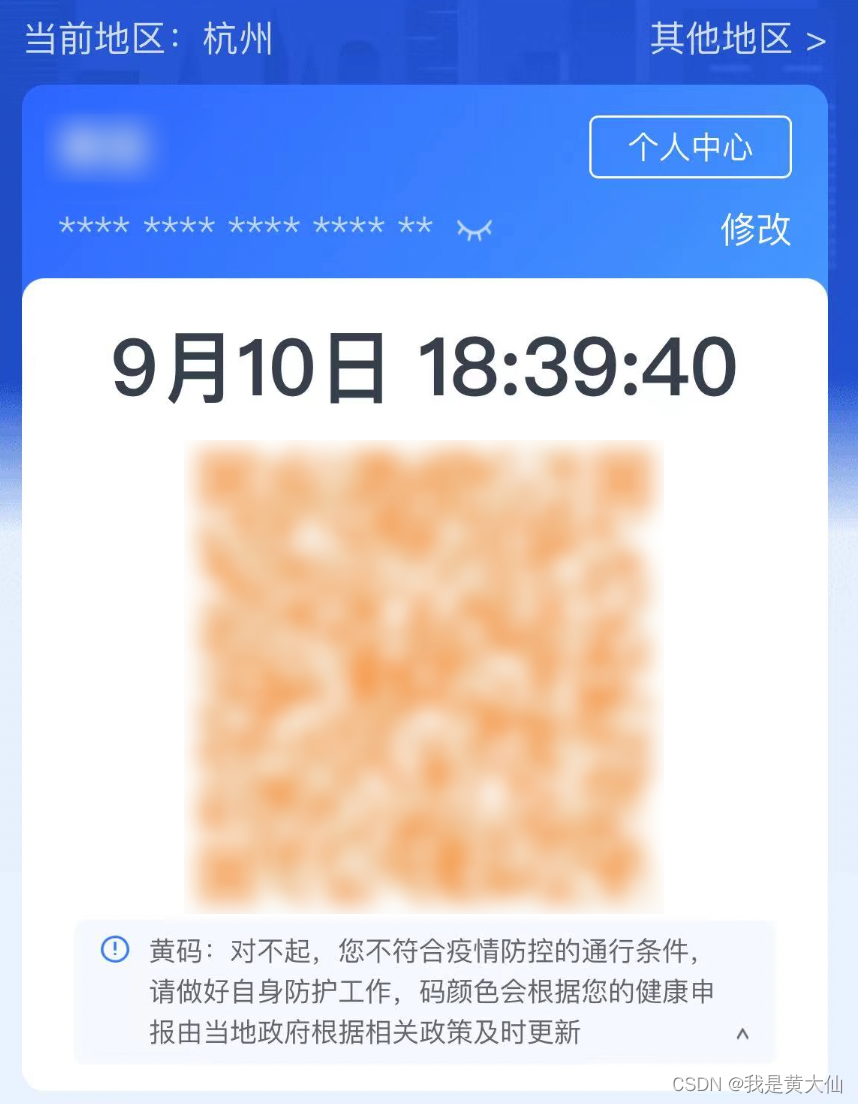 当前地区：杭州
其他地区 >
个人中心
**** **** **** **** **
修改
9月10日 18:39:40
黄码：对不起，您不符合疫情防控的通行条件，
请做好自身防护工作，码颜色会根据您的健康申
报由当地政府根据相关政策及时更新
CSDN @我是黄大仙